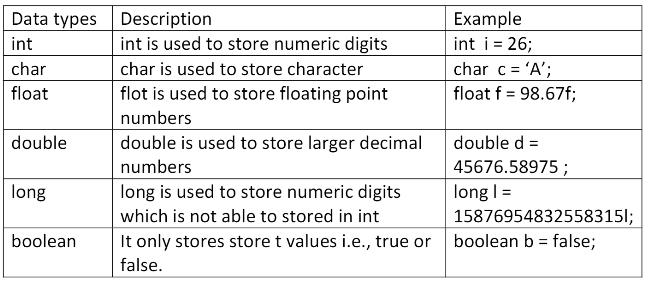 Data types Description Example
int int is used to store numeric digits int i = 26;
char char is used to store character char c = ‘A’;
float flot is used to store floating point float f = 98.67f;
numbers
double double is used to store larger decimal double d =
numbers 45676.58975 ;
long long is used to store numeric digits long l =
which is not able to stored in int 15876954832558315l;
boolean It only stores store t values i.e., true or boolean b = false;
false.